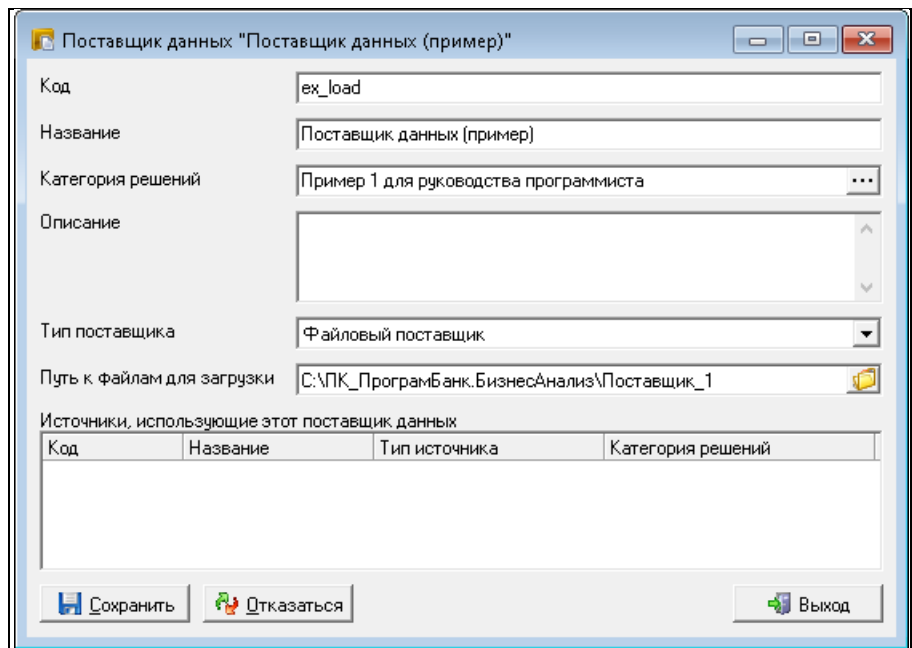 Поставщик данных "Поставщик данных (пример)"
Код
ex_load
Название
Поставщик данных (пример)
Категория решений
Пример 1 для руководства программиста
Описание
Тип поставщика
Файловый поставщик
Путь к файлам для загрузки
C:\ПК_ПрограмБанк.БизнесАнализ\Поставщик_1
Источники, использующие этот поставщик данных
Код Название Тип источника Категория решений
Сохранить Отказаться Выход